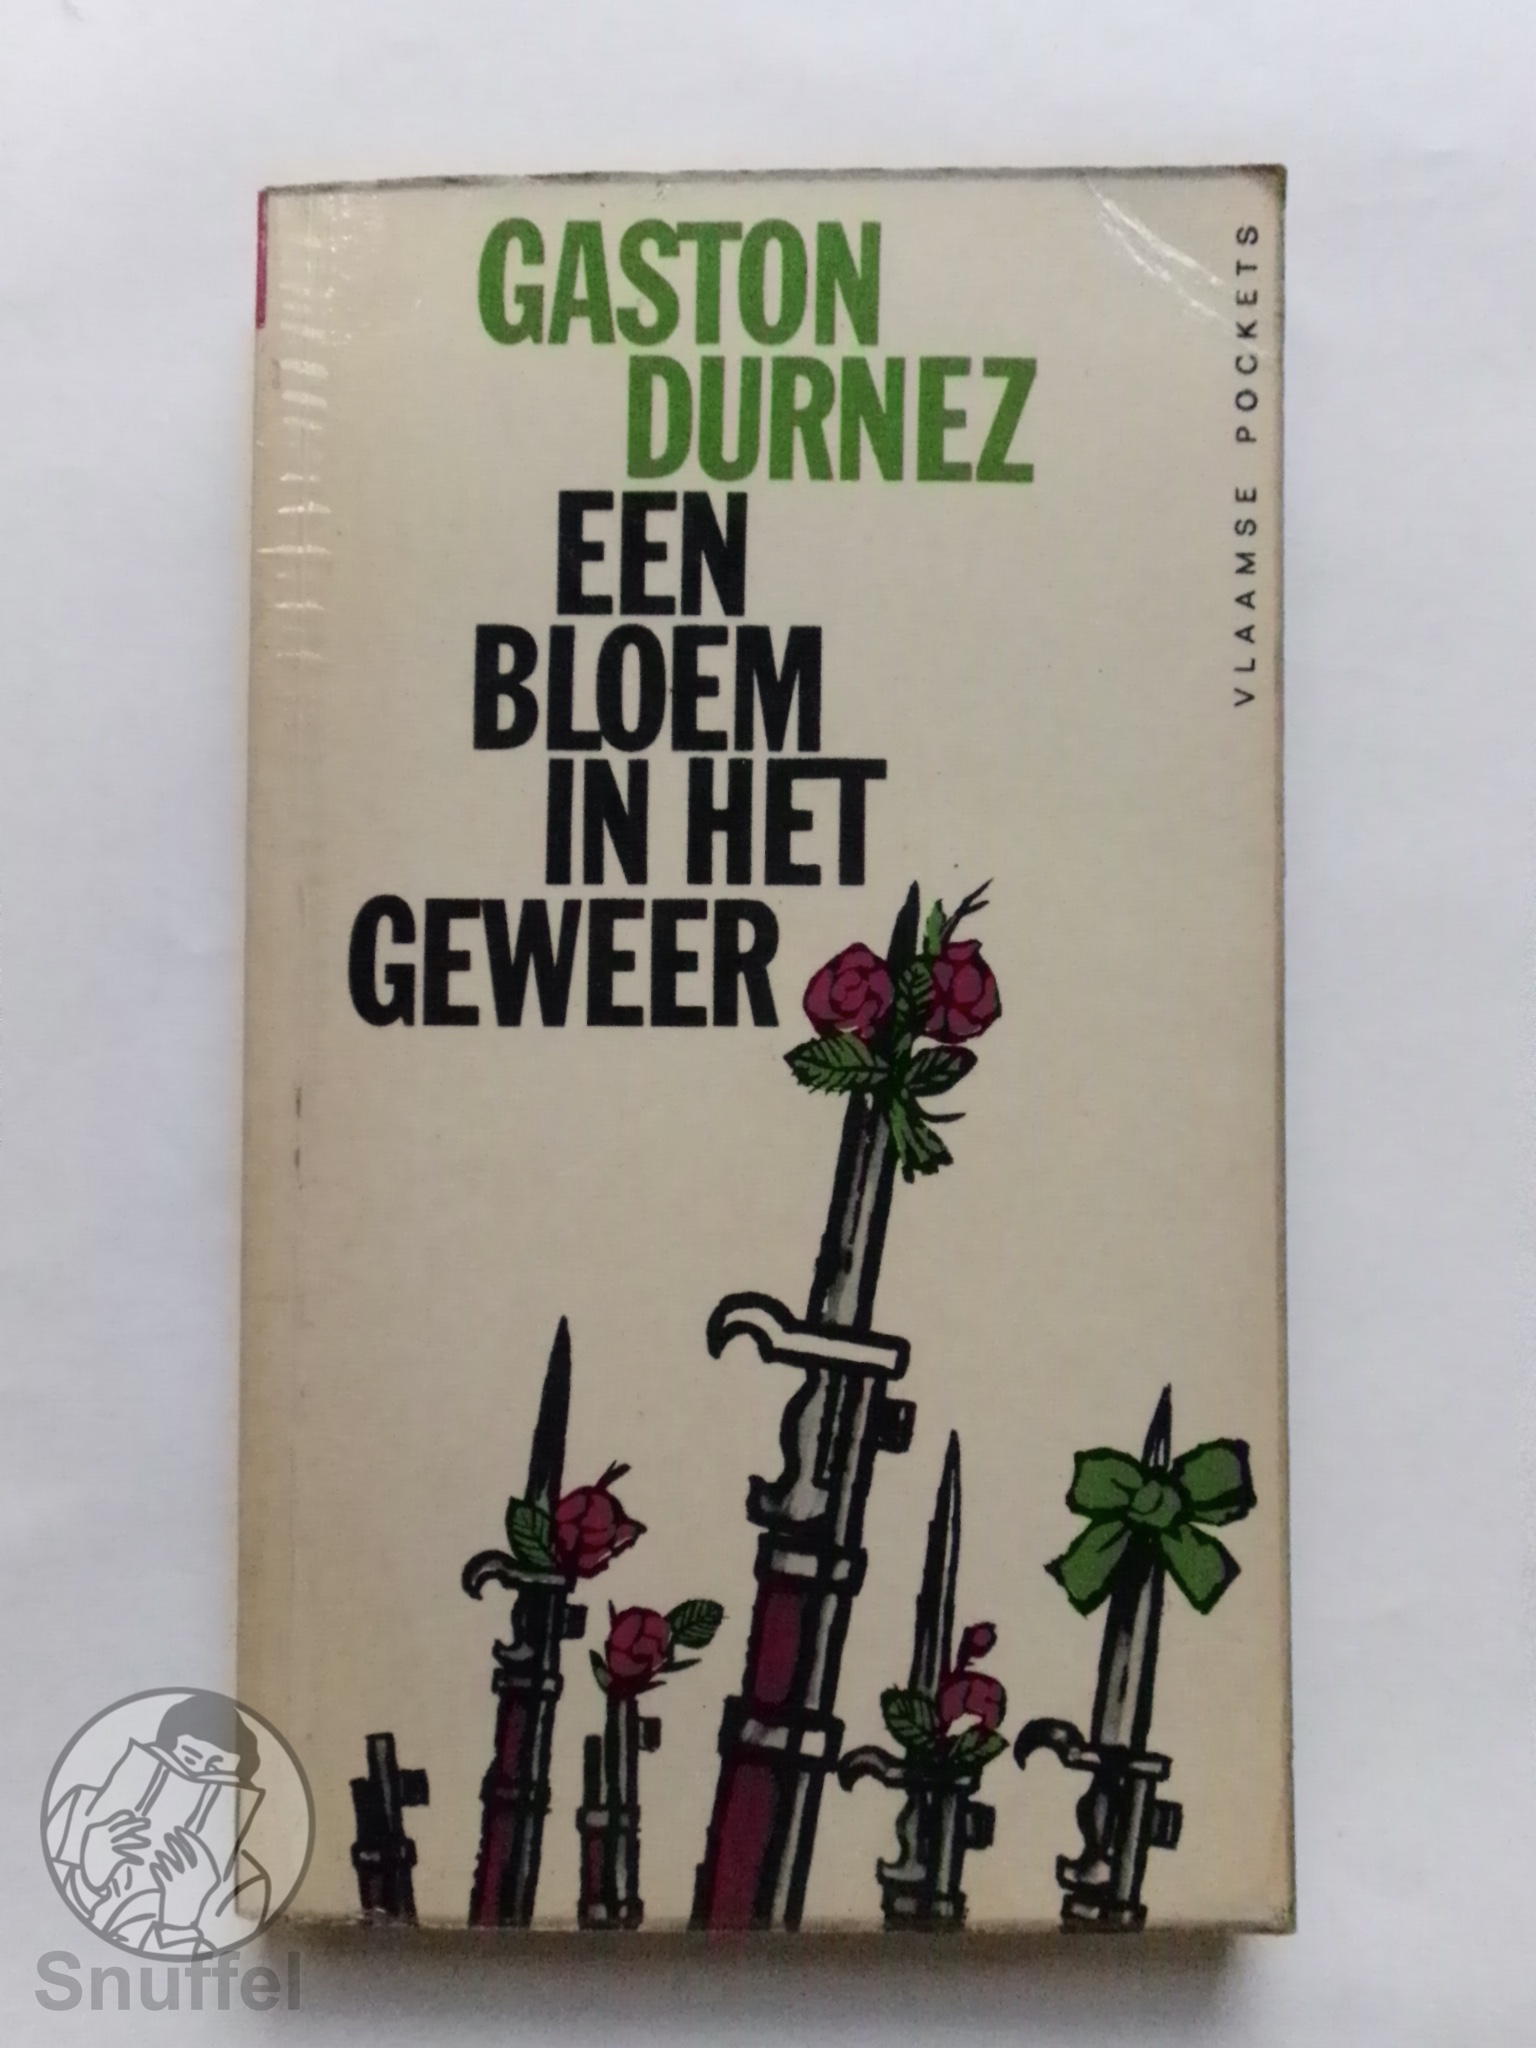 GASTON
DURNEZ
EEN
BLOEM
IN HET
GEWEER
VLAAMSE POCKETS
Snuffel